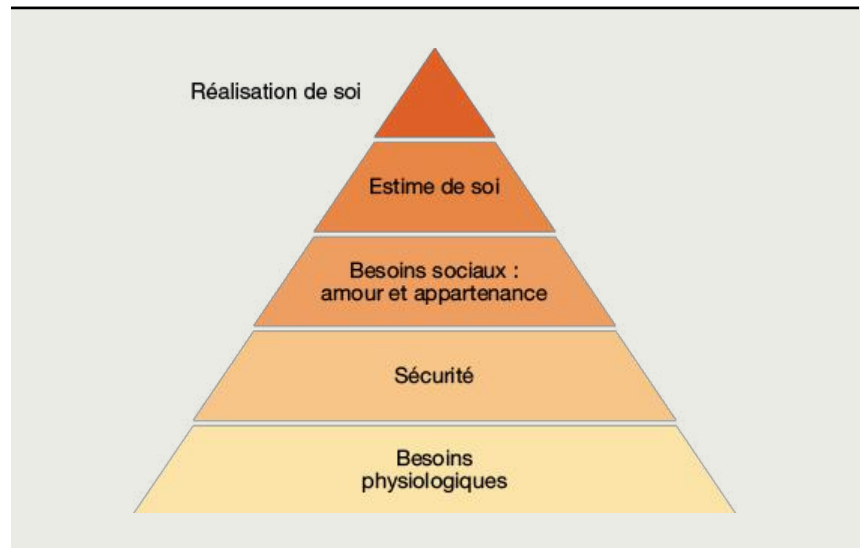 Réalisation de soi
Estime de soi
Besoins sociaux :
amour et appartenance
Sécurité
Besoins
physiologiques